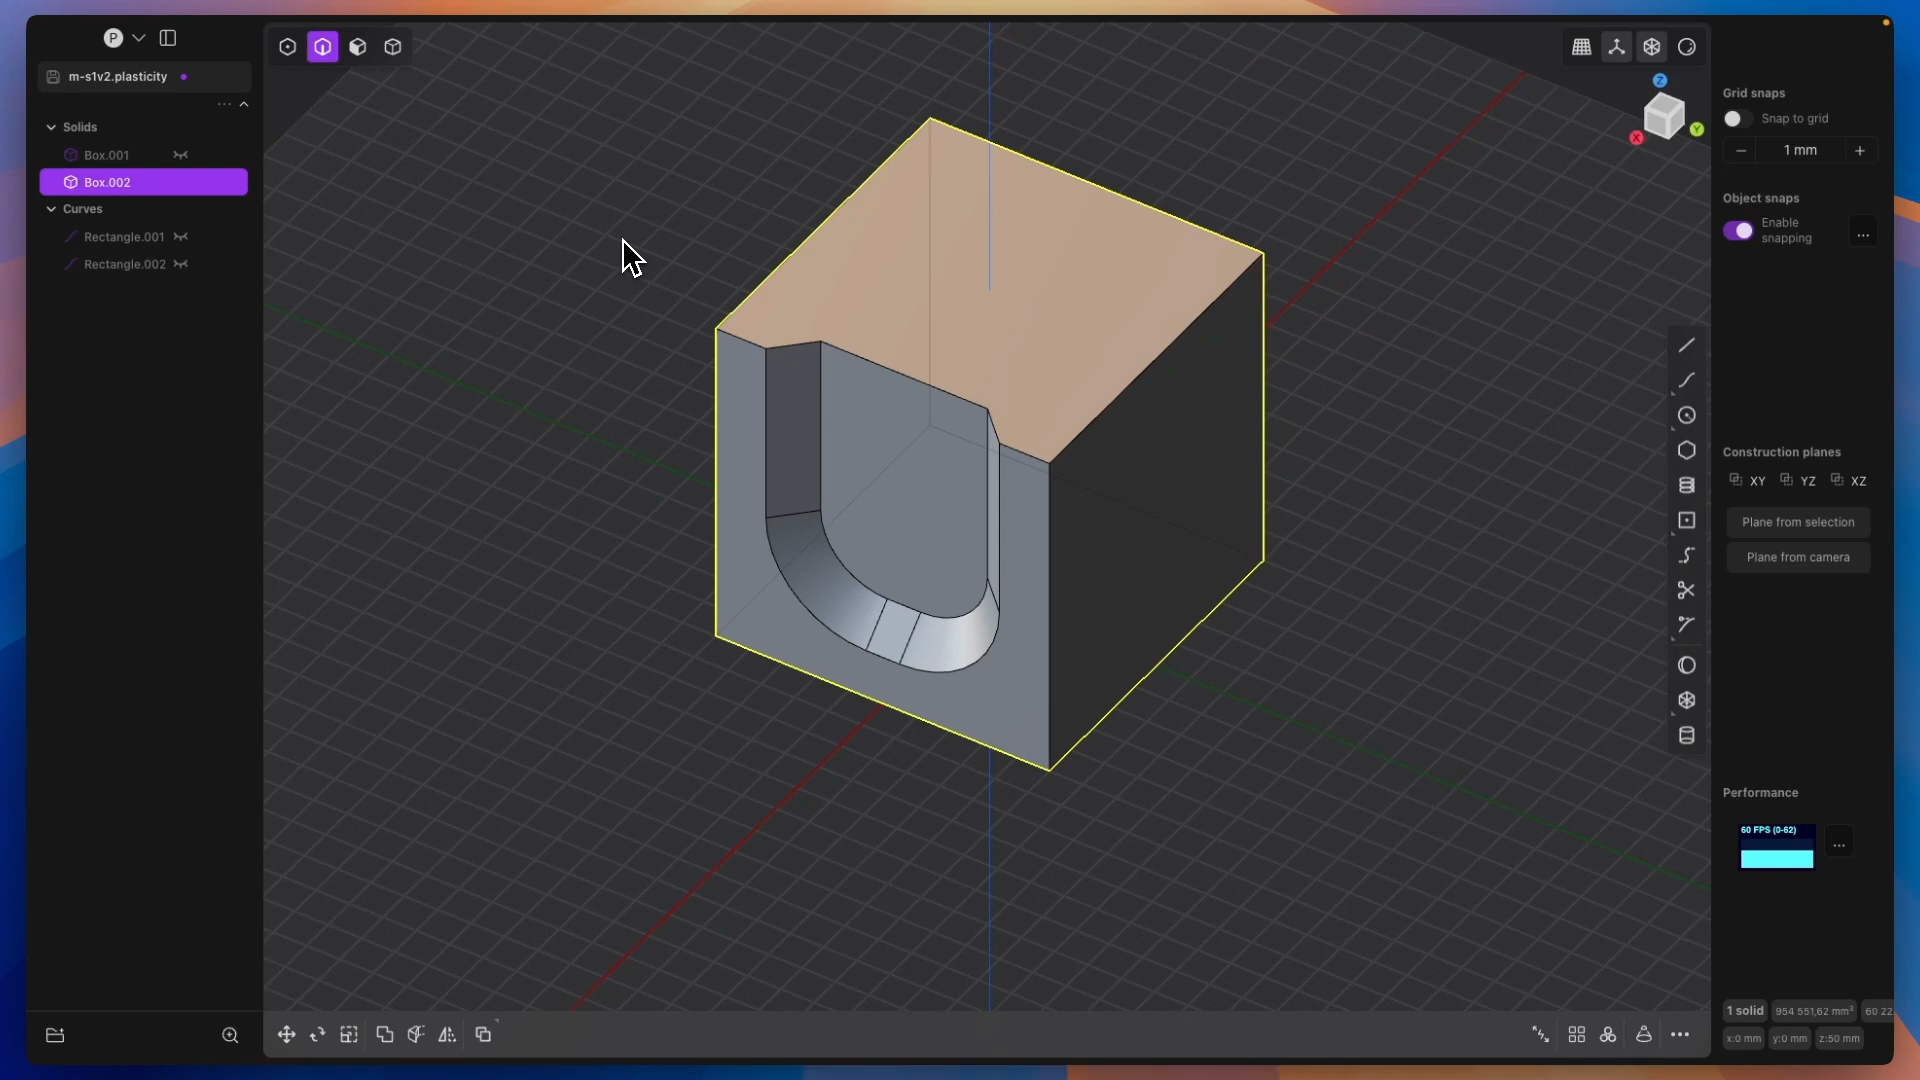 P
m-s1v2.plasticity
Solids
Box.001
Box.002
Curves
Rectangle.001
Rectangle.002
Z
X
Y
Grid snaps
Snap to grid
1 mm
Object snaps
Enable
snapping
Construction planes
XY
YZ
XZ
Plane from selection
Plane from camera
Performance
60 FPS (0-62)
1 solid
954 551,62 mm³
60 22
x:0 mm
y:0 mm
z:50 mm